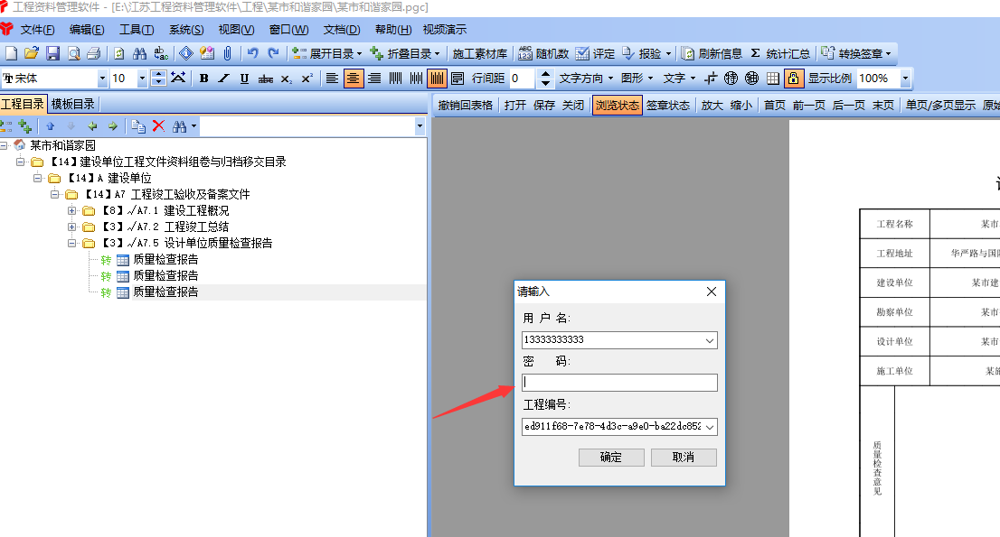 工程资料管理软件 - [E:\江苏工程资料管理软件\工程\某市和谐家园\某市和谐家园.pgc]
文件(F) 编辑(E) 工具(T) 系统(S) 视图(V) 窗口(W) 文档(D) 帮助(H) 视频演示
展开目录 折叠目录 施工素材库 随机数 评定 报验 刷新信息 Σ 统计汇总 转换签章
宋体 10 B I U abc X₂ X² 行间距 0 文字方向 图形 文字 显示比例 100%
工程目录 模板目录
撤销回表格 打开 保存 关闭 浏览状态 签章状态 放大 缩小 首页 前一页 后一页 末页 单页/多页显示
某市和谐家园
【14】建设单位工程文件资料组卷与归档移交目录
【14】A 建设单位
【14】A7 工程竣工验收及备案文件
【8】√A7.1 建设工程概况
【3】√A7.2 工程竣工总结
【3】√A7.5 设计单位质量检查报告
转 质量检查报告
转 质量检查报告
转 质量检查报告
请输入
用 户 名:
13333333333
密 码:
工程编号:
ed911f68-7e78-4d3c-a9e0-ba22dc852
确定 取消
工程名称 某市
工程地址 华严路与国
建设单位 某市建
勘察单位 某市
设计单位 某市
施工单位 某施
质量检查意见